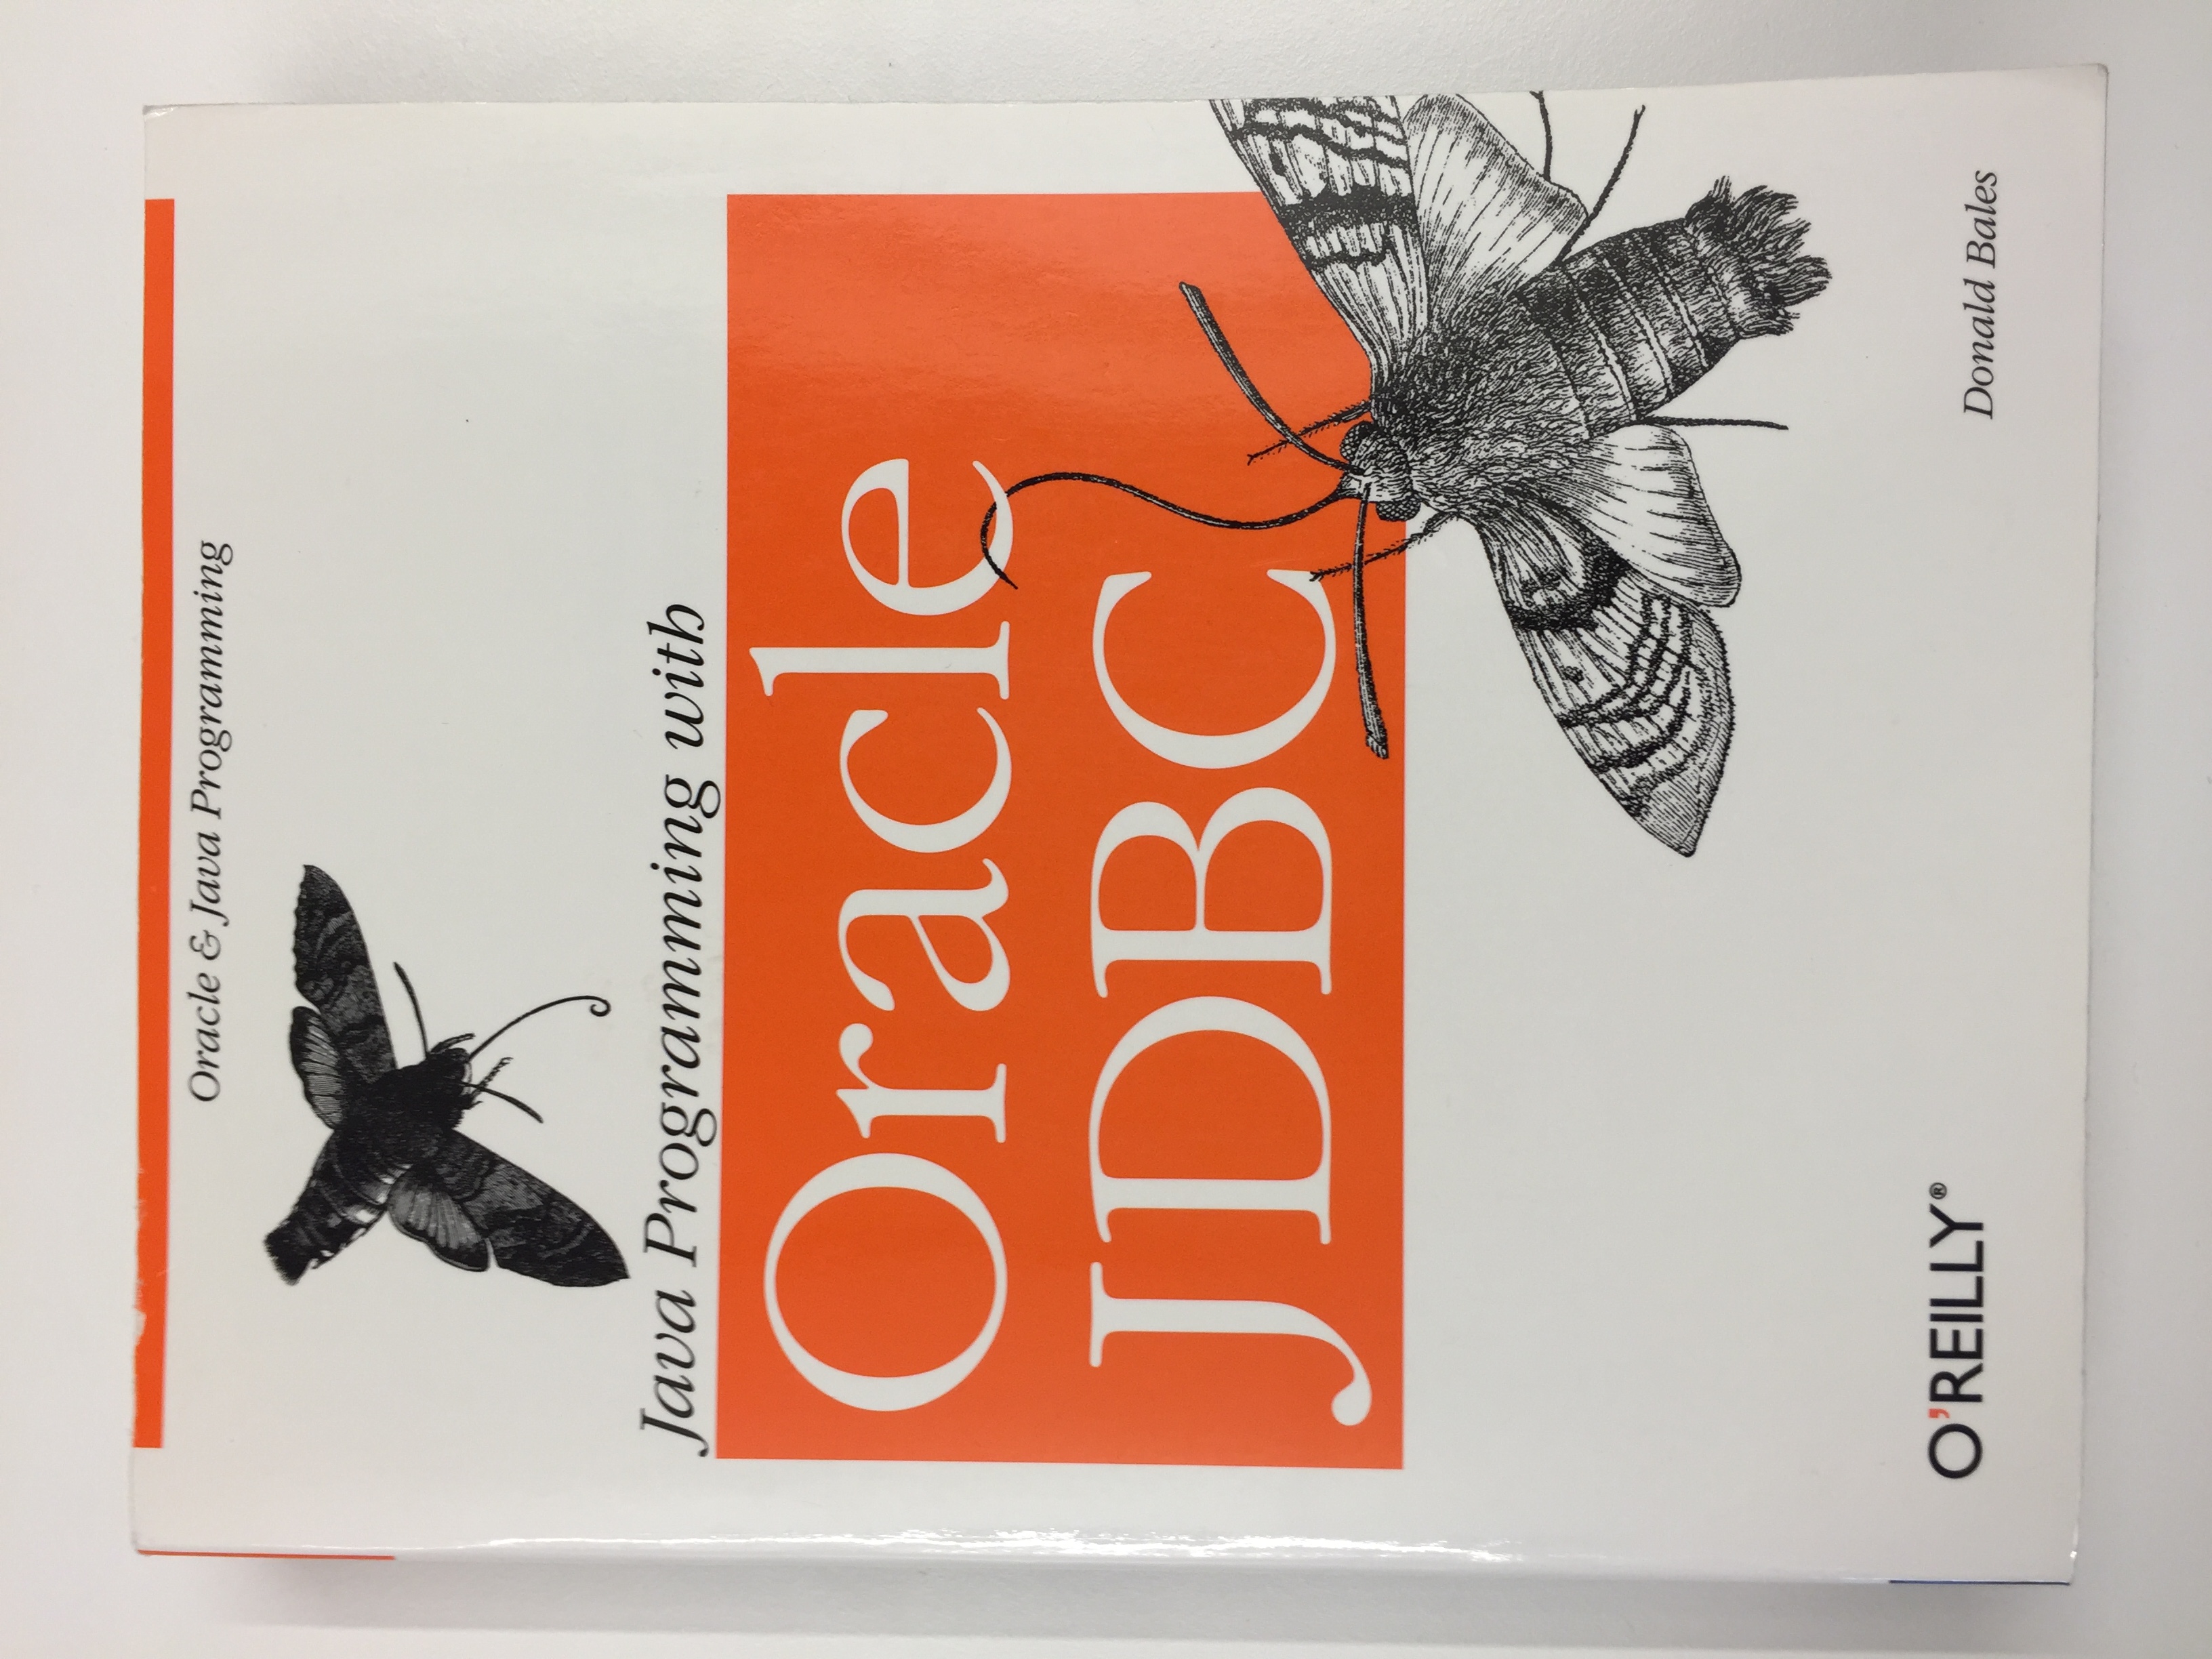 Oracle & Java Programming
Java Programming with
Oracle
JDBC
O'REILLY®
Donald Bales